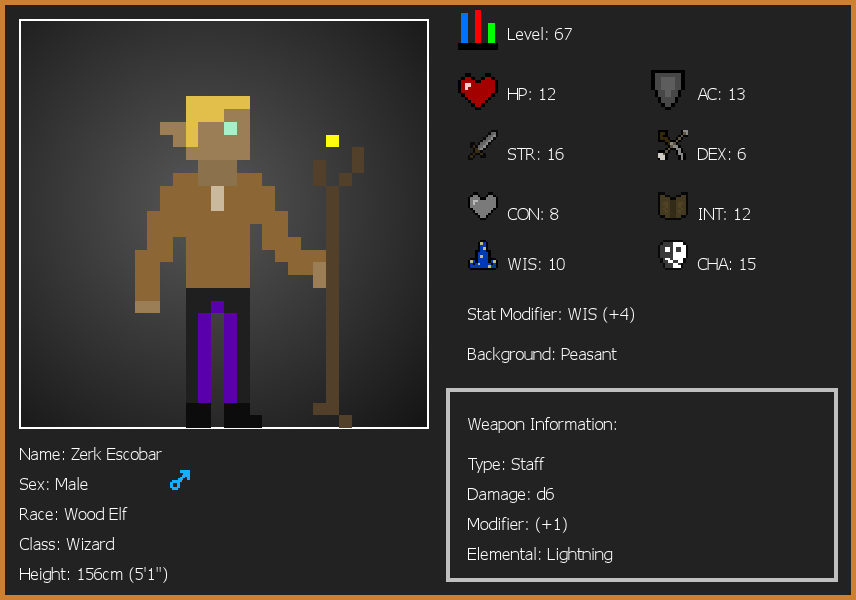 Level: 67
HP: 12
AC: 13
STR: 16
DEX: 6
CON: 8
INT: 12
WIS: 10
CHA: 15
Stat Modifier: WIS (+4)
Background: Peasant
Weapon Information:
Type: Staff
Damage: d6
Modifier: (+1)
Elemental: Lightning
Name: Zerk Escobar
Sex: Male
Race: Wood Elf
Class: Wizard
Height: 156cm (5'1")